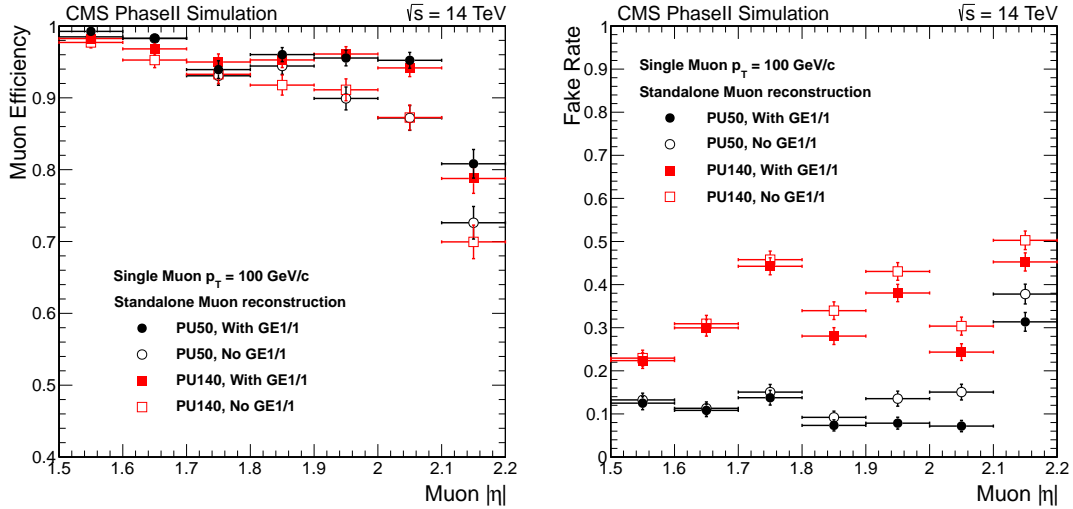 CMS PhaseII Simulation
√s = 14 TeV
Muon Efficiency
1
0.9
0.8
0.7
0.6
0.5
0.4
Single Muon p_T = 100 GeV/c
Standalone Muon reconstruction
PU50, With GE1/1
PU50, No GE1/1
PU140, With GE1/1
PU140, No GE1/1
1.5 1.6 1.7 1.8 1.9 2 2.1 2.2
Muon |η|
CMS PhaseII Simulation
√s = 14 TeV
Fake Rate
1
0.9
0.8
0.7
0.6
0.5
0.4
0.3
0.2
0.1
0
Single Muon p_T = 100 GeV/c
Standalone Muon reconstruction
PU50, With GE1/1
PU50, No GE1/1
PU140, With GE1/1
PU140, No GE1/1
1.5 1.6 1.7 1.8 1.9 2 2.1 2.2
Muon |η|